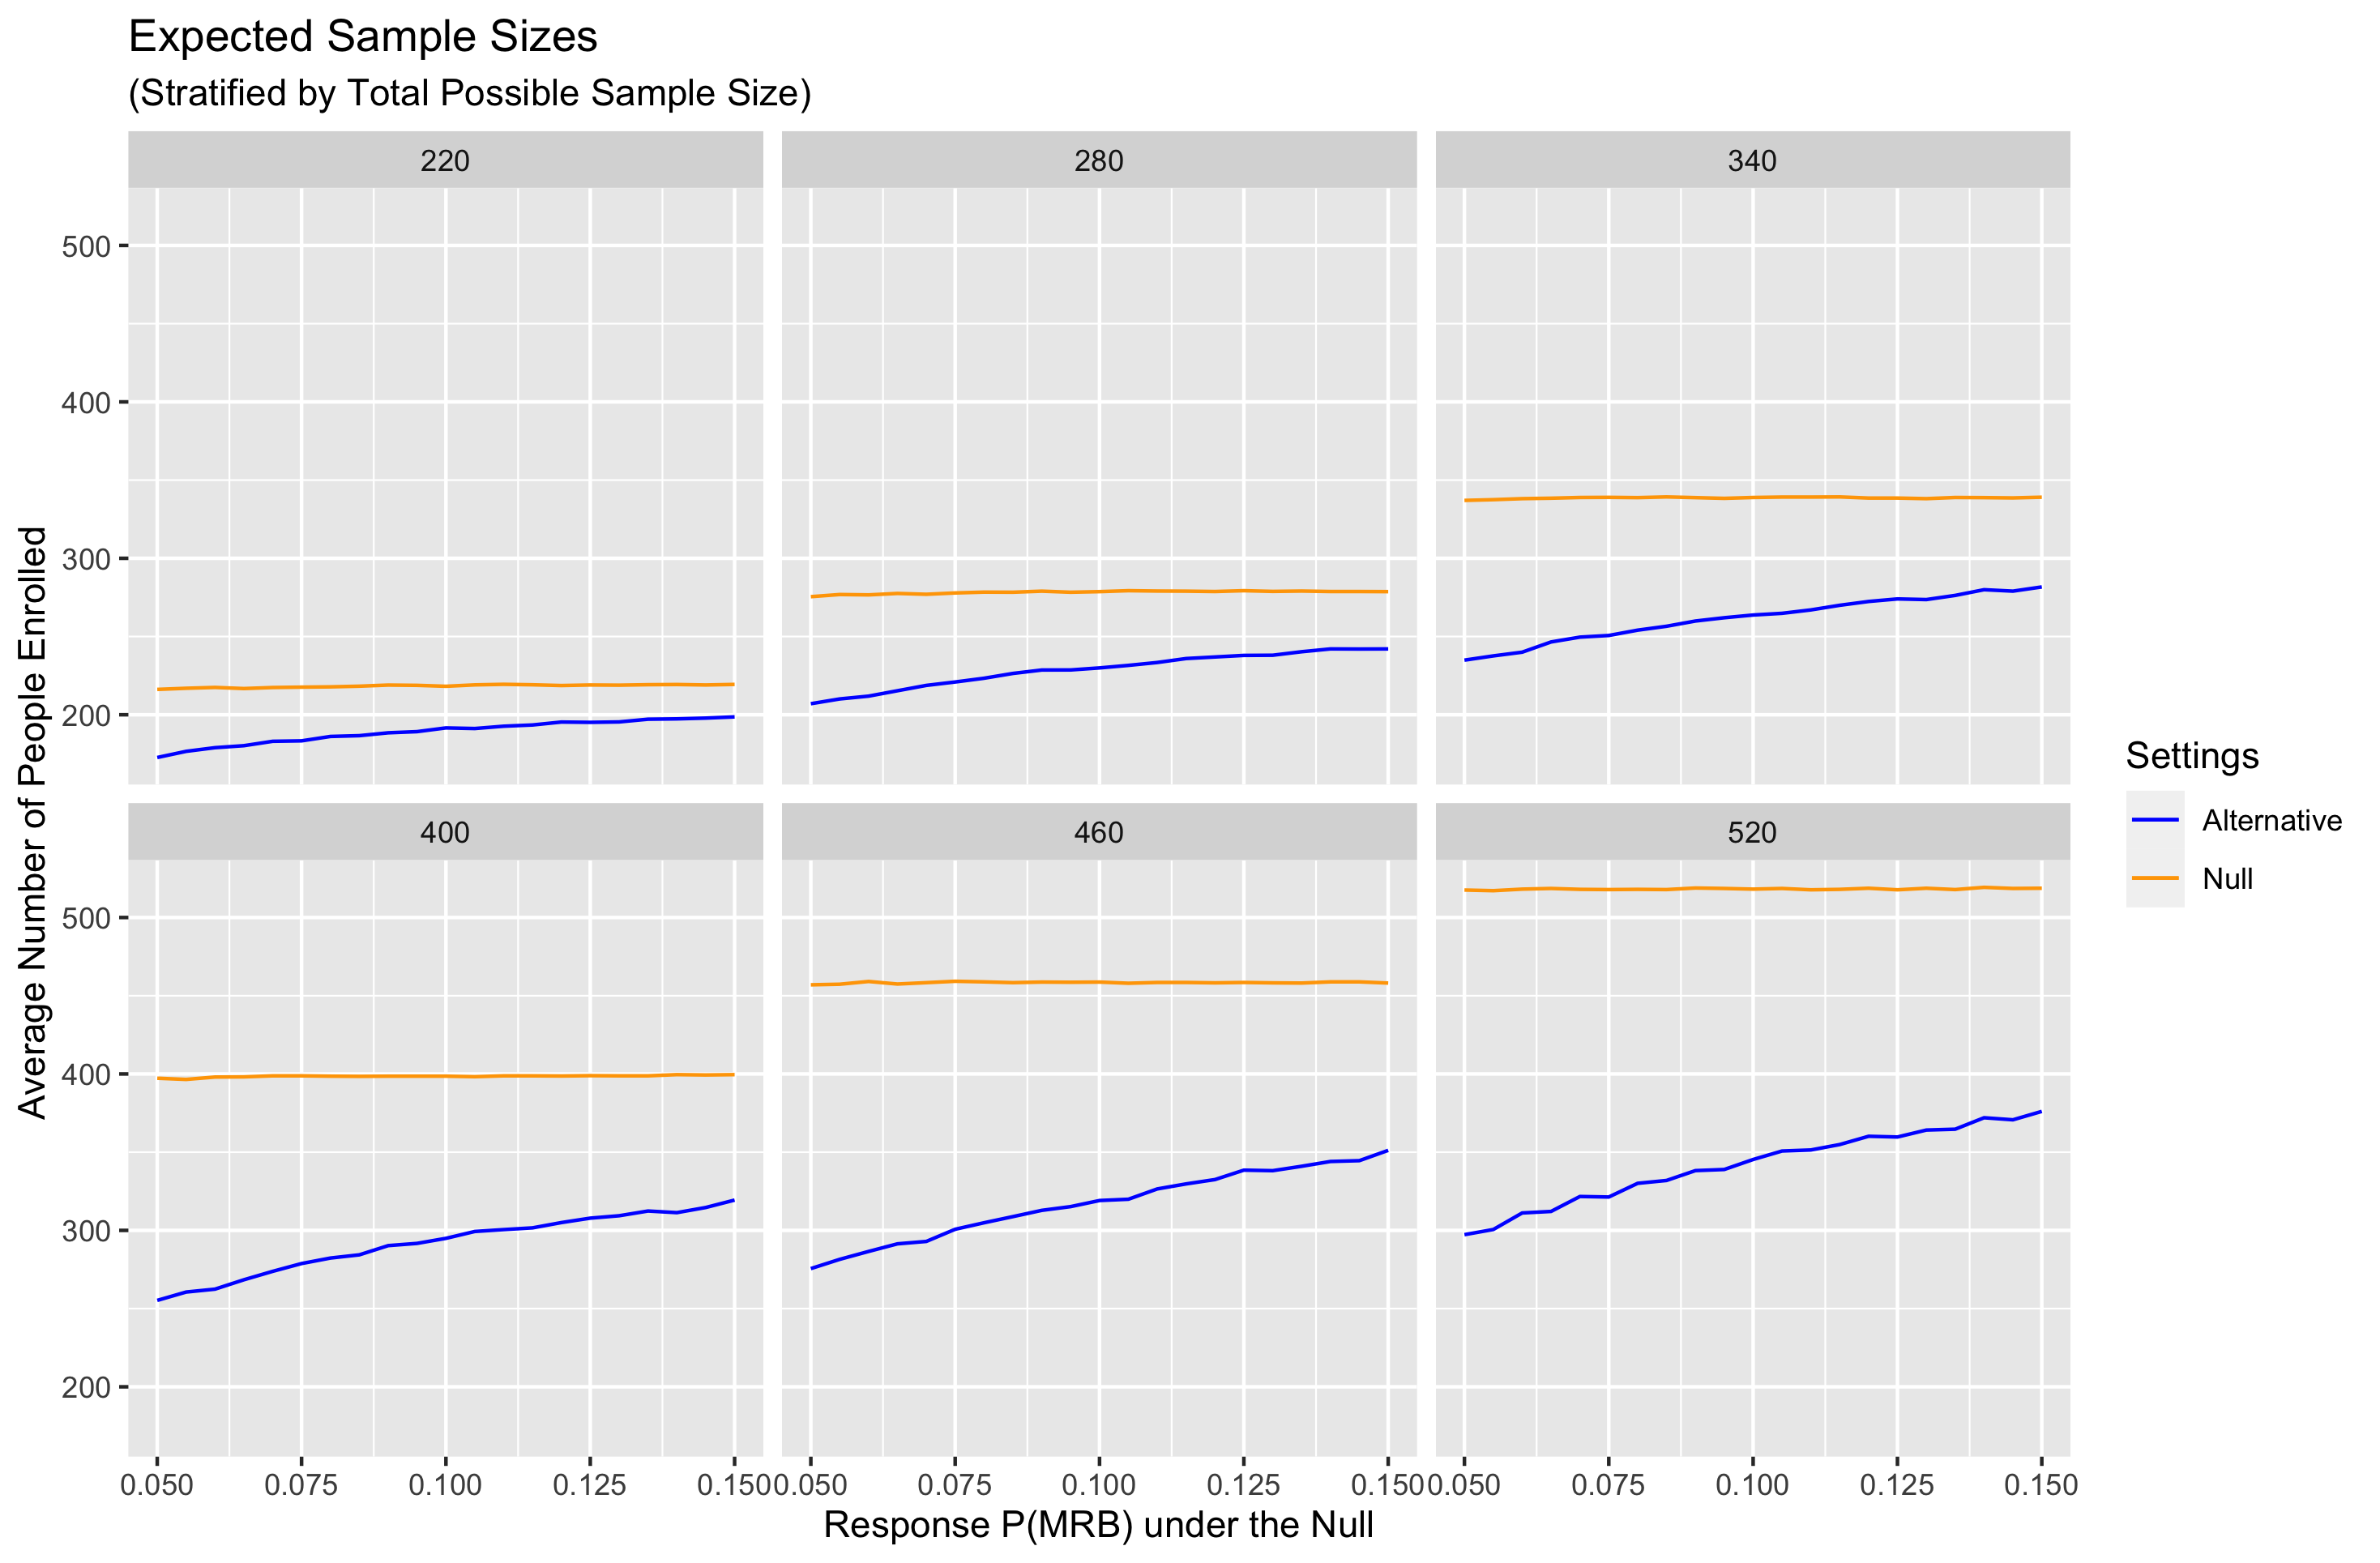 Expected Sample Sizes
(Stratified by Total Possible Sample Size)
220
280
340
500
400
300
200
400
460
520
500
400
300
200
0.050 0.075 0.100 0.125 0.150
0.050 0.075 0.100 0.125 0.150
0.050 0.075 0.100 0.125 0.150
Response P(MRB) under the Null
Average Number of People Enrolled
Settings
Alternative
Null